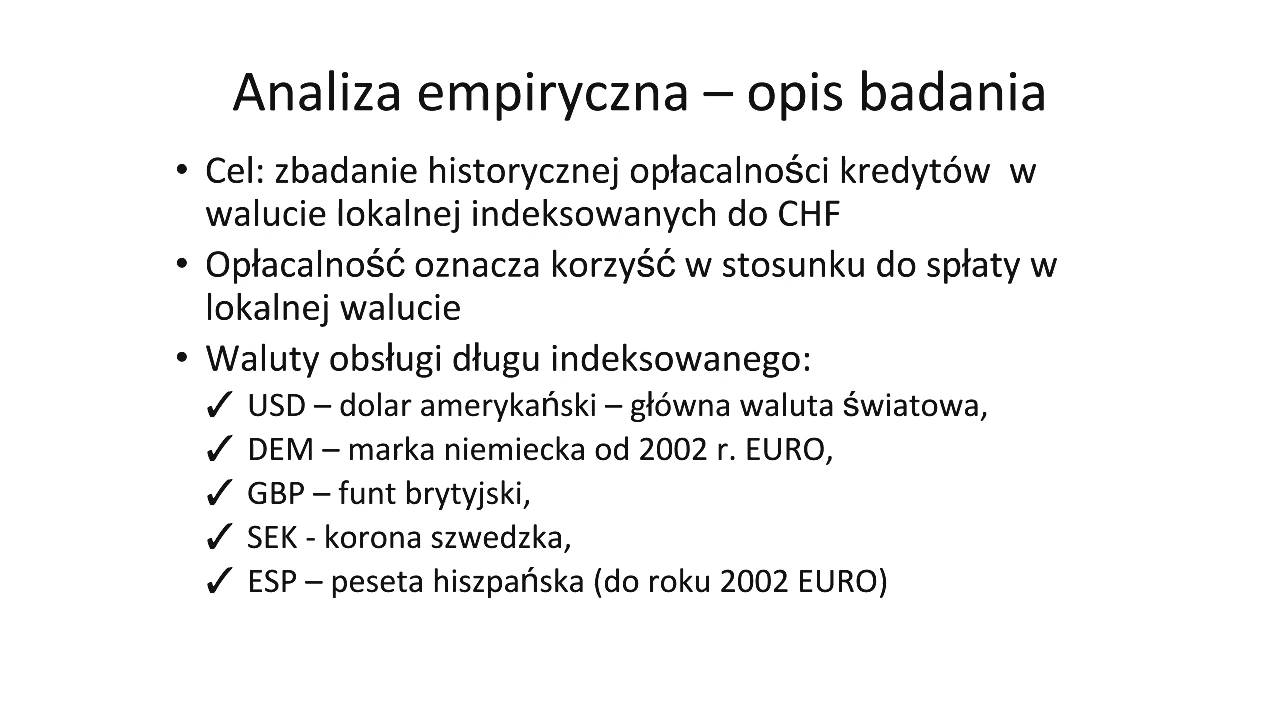 Analiza empiryczna – opis badania
• Cel: zbadanie historycznej opłacalności kredytów w
walucie lokalnej indeksowanych do CHF
• Opłacalność oznacza korzyść w stosunku do spłaty w
lokalnej walucie
• Waluty obsługi długu indeksowanego:
✓ USD – dolar amerykański – główna waluta światowa,
✓ DEM – marka niemiecka od 2002 r. EURO,
✓ GBP – funt brytyjski,
✓ SEK - korona szwedzka,
✓ ESP – peseta hiszpańska (do roku 2002 EURO)